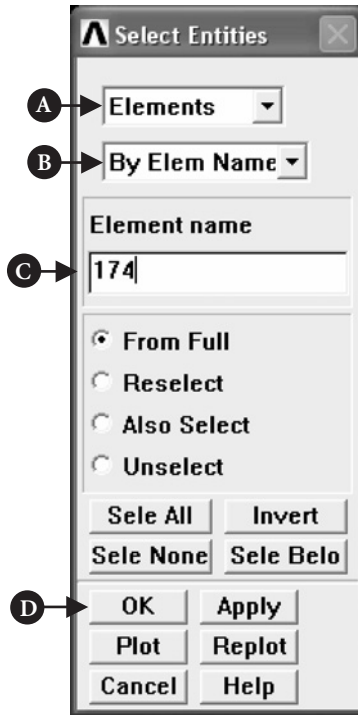 Select Entities
A Elements
B By Elem Name
Element name
C 174
From Full
Reselect
Also Select
Unselect
Sele All Invert
Sele None Sele Belo
D OK Apply
Plot Replot
Cancel Help